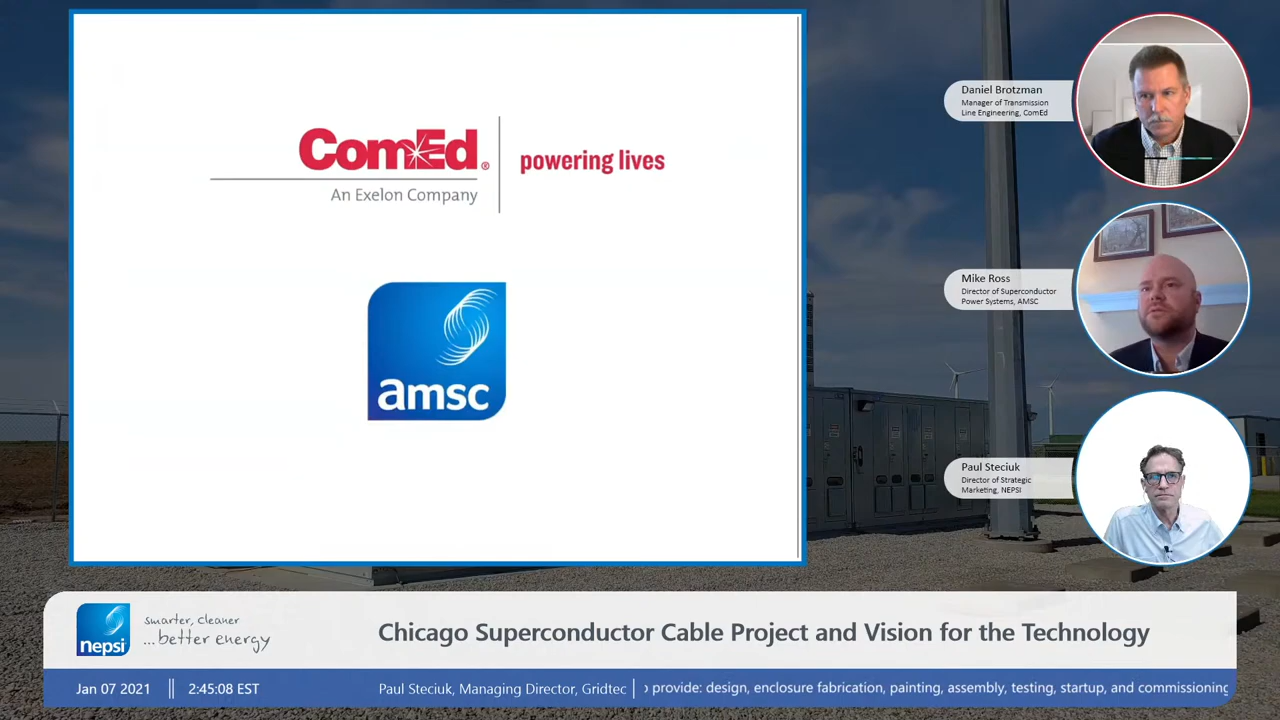 ComEd®
An Exelon Company
powering lives
amsc
Daniel Brotzman
Manager of Transmission
Line Engineering, ComEd
Mike Ross
Director of Superconductor
Power Systems, AMSC
Paul Steciuk
Director of Strategic
Marketing, NEPSI
nepsi
smarter, cleaner
...better energy
Chicago Superconductor Cable Project and Vision for the Technology
Jan 07 2021
2:45:08 EST
Paul Steciuk, Managing Director, Gridtec
provide: design, enclosure fabrication, painting, assembly, testing, startup, and commissioning